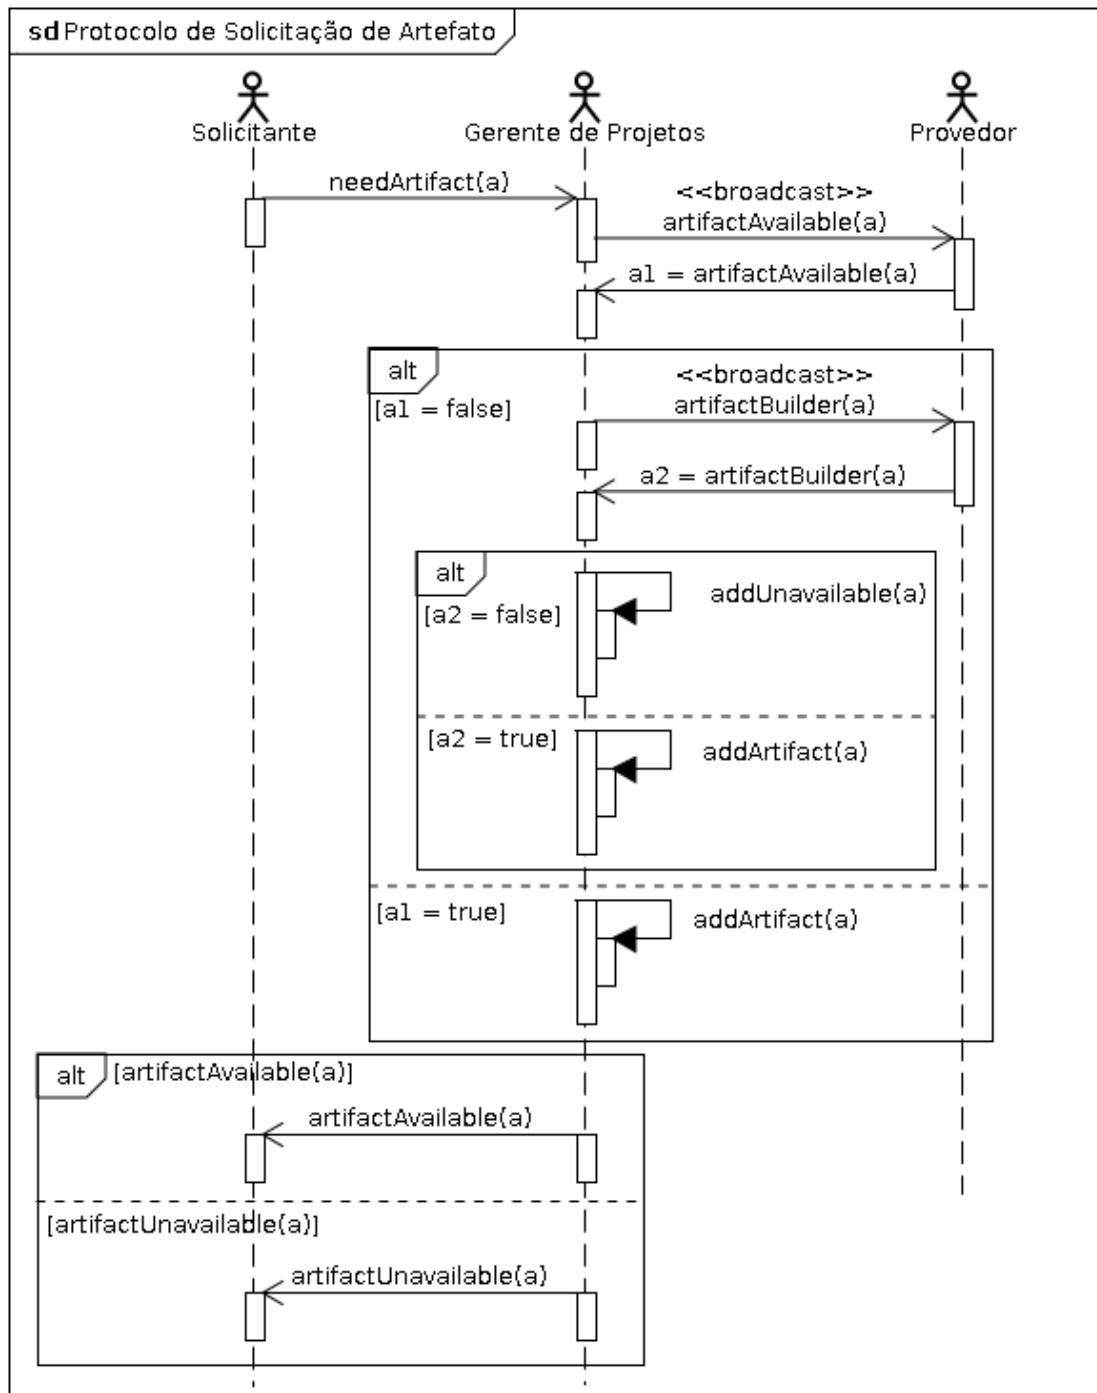 sd Protocolo de Solicitação de Artefato
Solicitante
Gerente de Projetos
Provedor
needArtifact(a)
<<broadcast>>
artifactAvailable(a)
a1 = artifactAvailable(a)
alt
[a1 = false]
<<broadcast>>
artifactBuilder(a)
a2 = artifactBuilder(a)
alt
[a2 = false]
addUnavailable(a)
[a2 = true]
addArtifact(a)
[a1 = true]
addArtifact(a)
alt
[artifactAvailable(a)]
artifactAvailable(a)
[artifactUnavailable(a)]
artifactUnavailable(a)